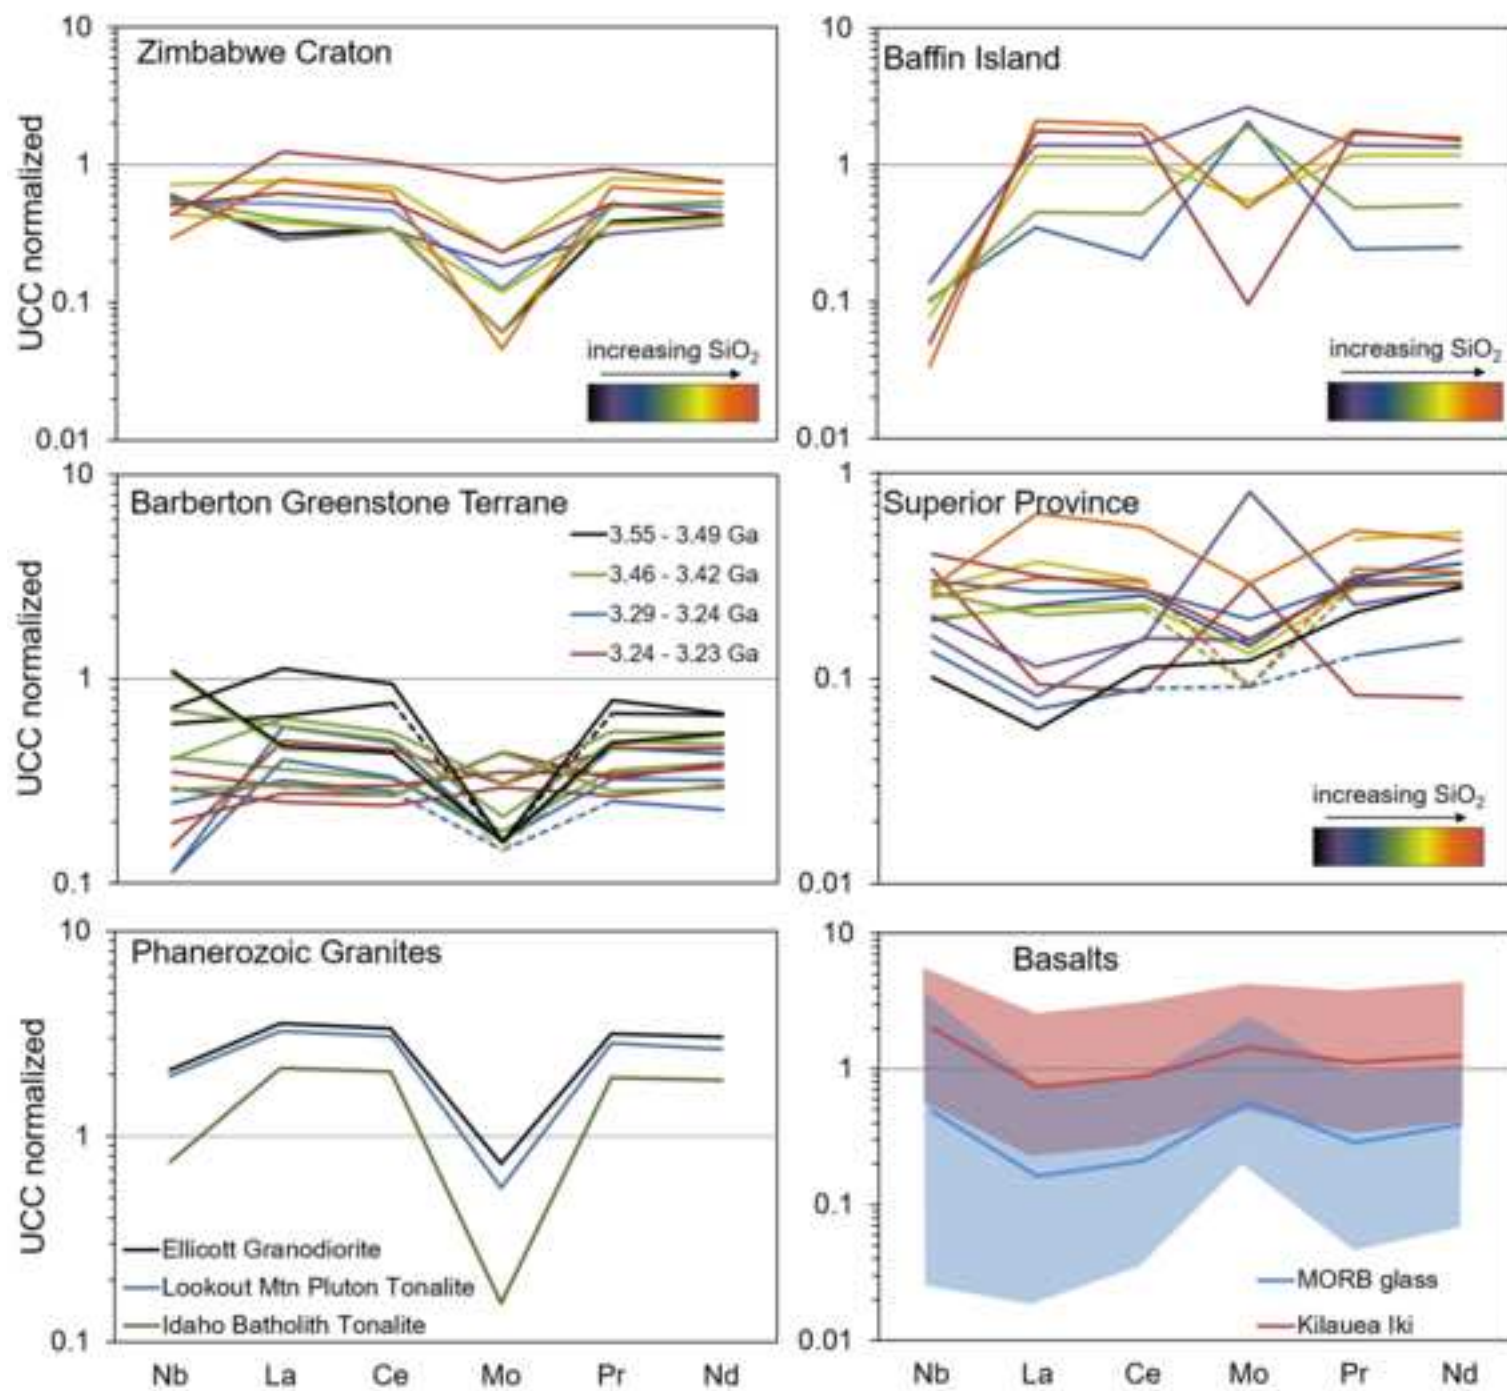 10
Zimbabwe Craton
1
0.1
0.01
UCC normalized
increasing SiO₂
10
Baffin Island
1
0.1
0.01
increasing SiO₂
10
Barberton Greenstone Terrane
3.55 - 3.49 Ga
3.46 - 3.42 Ga
3.29 - 3.24 Ga
3.24 - 3.23 Ga
1
0.1
UCC normalized
1
Superior Province
0.1
0.01
increasing SiO₂
10
Phanerozoic Granites
1
0.1
UCC normalized
Ellicott Granodiorite
Lookout Mtn Pluton Tonalite
Idaho Batholith Tonalite
Nb La Ce Mo Pr Nd
10
Basalts
1
0.1
0.01
MORB glass
Kilauea Iki
Nb La Ce Mo Pr Nd